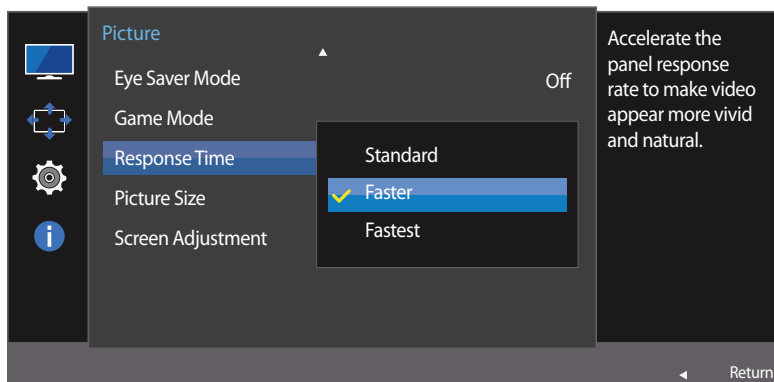 Picture
Eye Saver Mode Off
Game Mode
Response Time
Picture Size
Screen Adjustment
Standard
Faster
Fastest
Accelerate the
panel response
rate to make video
appear more vivid
and natural.
Return